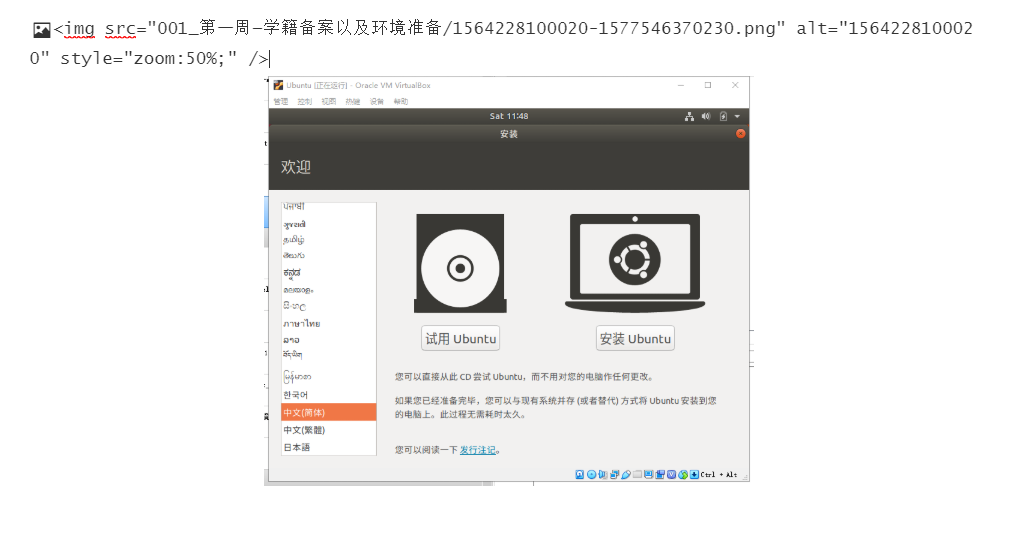 <img src="001_第一周-学籍备案以及环境准备/1564228100020-1577546370230.png" alt="156422810002
0" style="zoom:50%;" />
Ubuntu [正在运行] - Oracle VM VirtualBox
管理 控制 视图 热键 设备 帮助
Sat 11:48
安装
欢迎
ਪੰਜਾਬੀ
ગુજરાતી
தமிழ்
తెలుగు
ಕನ್ನಡ
മലയാളം
සිංහල
ภาษาไทย
ລາວ
རྫོང་ཁ
မြန်မာစာ
한국어
中文(简体)
中文(繁體)
日本語
试用 Ubuntu
安装 Ubuntu
您可以直接从此 CD 尝试 Ubuntu，而不用对您的电脑作任何更改。
如果您已经准备完毕，您可以与现有系统并存 (或者替代) 方式将 Ubuntu 安装到您
的电脑上。此过程无需耗时太久。
您可以阅读一下 发行注记。
Ctrl + Alt